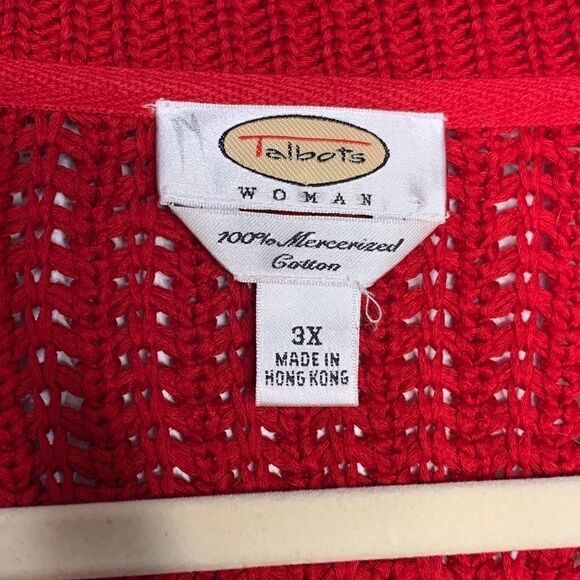 Talbots
WOMAN
100% Mercerized
Cotton
3X
MADE IN
HONG KONG